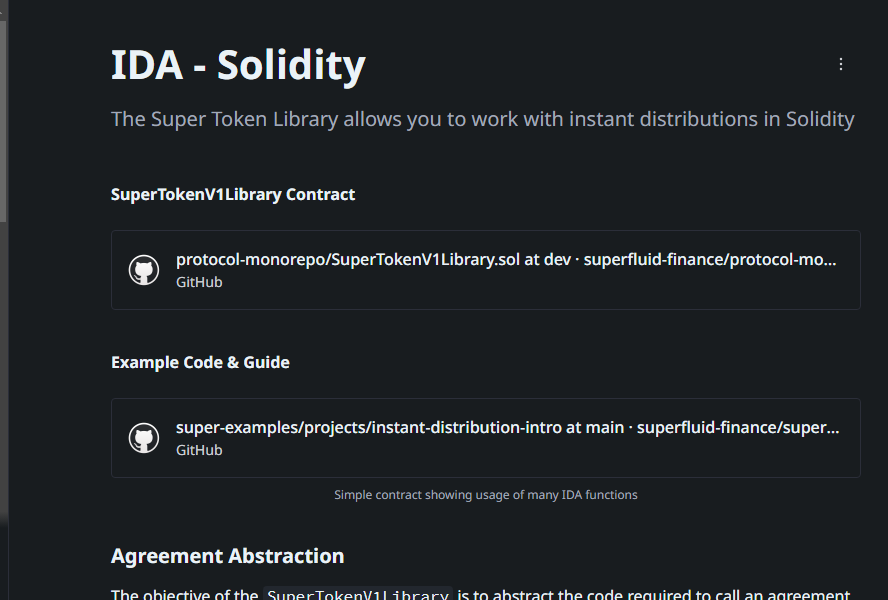 IDA - Solidity
The Super Token Library allows you to work with instant distributions in Solidity
SuperTokenV1Library Contract
protocol-monorepo/SuperTokenV1Library.sol at dev · superfluid-finance/protocol-mo...
GitHub
Example Code & Guide
super-examples/projects/instant-distribution-intro at main · superfluid-finance/super...
GitHub
Simple contract showing usage of many IDA functions
Agreement Abstraction
The objective of the SuperTokenV1Library is to abstract the code required to call an agreement